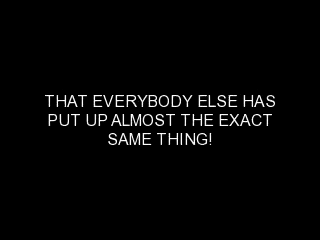 THAT EVERYBODY ELSE HAS
PUT UP ALMOST THE EXACT
SAME THING!